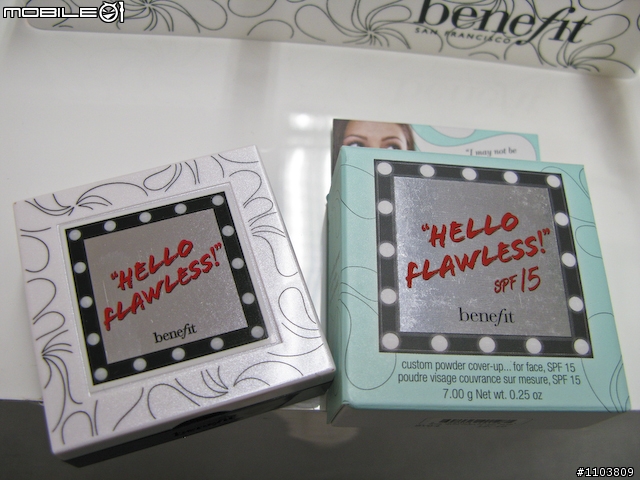 MOBILE01
benefit
SAN FRANCISCO
"I may not be
"HELLO
FLAWLESS!"
benefit
"HELLO
FLAWLESS!"
SPF 15
benefit
custom powder cover-up... for face, SPF 15
poudre visage couvrance sur mesure, SPF 15
7.00 g Net wt. 0.25 oz
#1103809